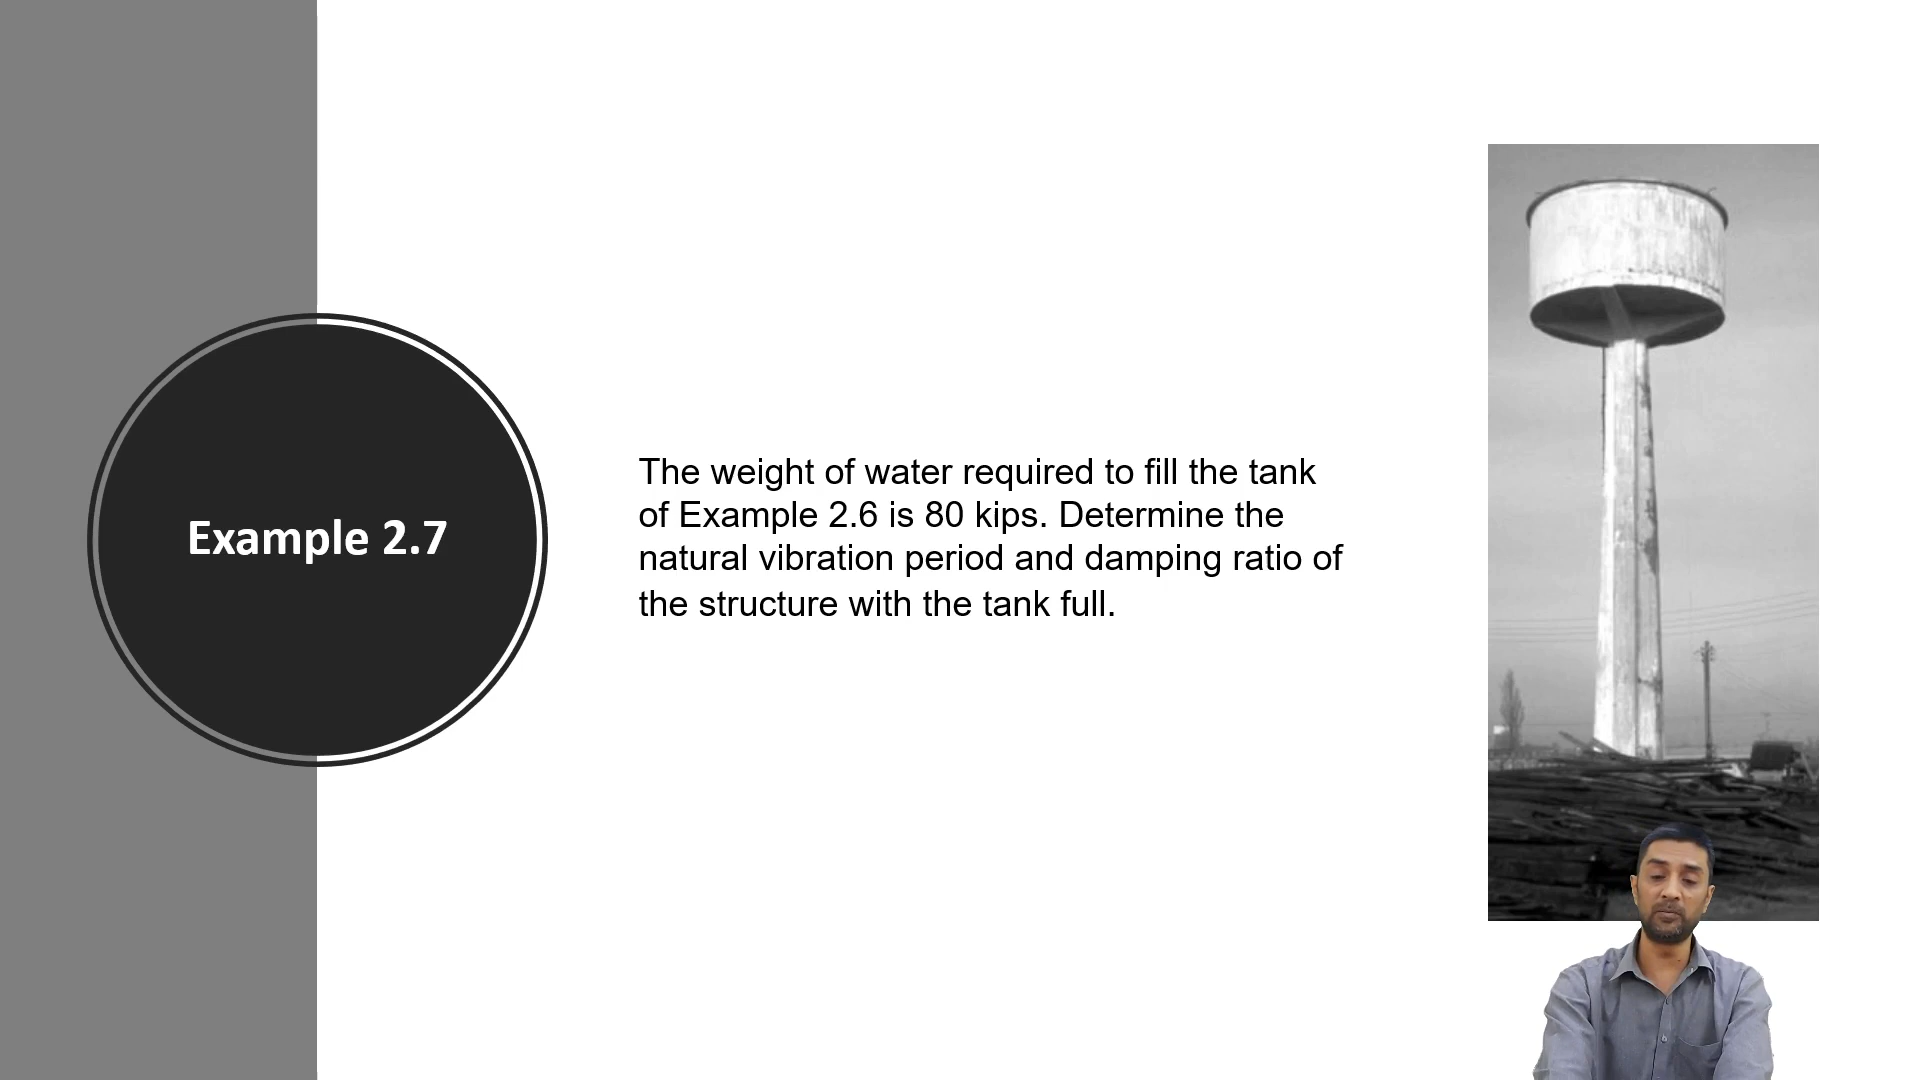 Example 2.7
The weight of water required to fill the tank
of Example 2.6 is 80 kips. Determine the
natural vibration period and damping ratio of
the structure with the tank full.